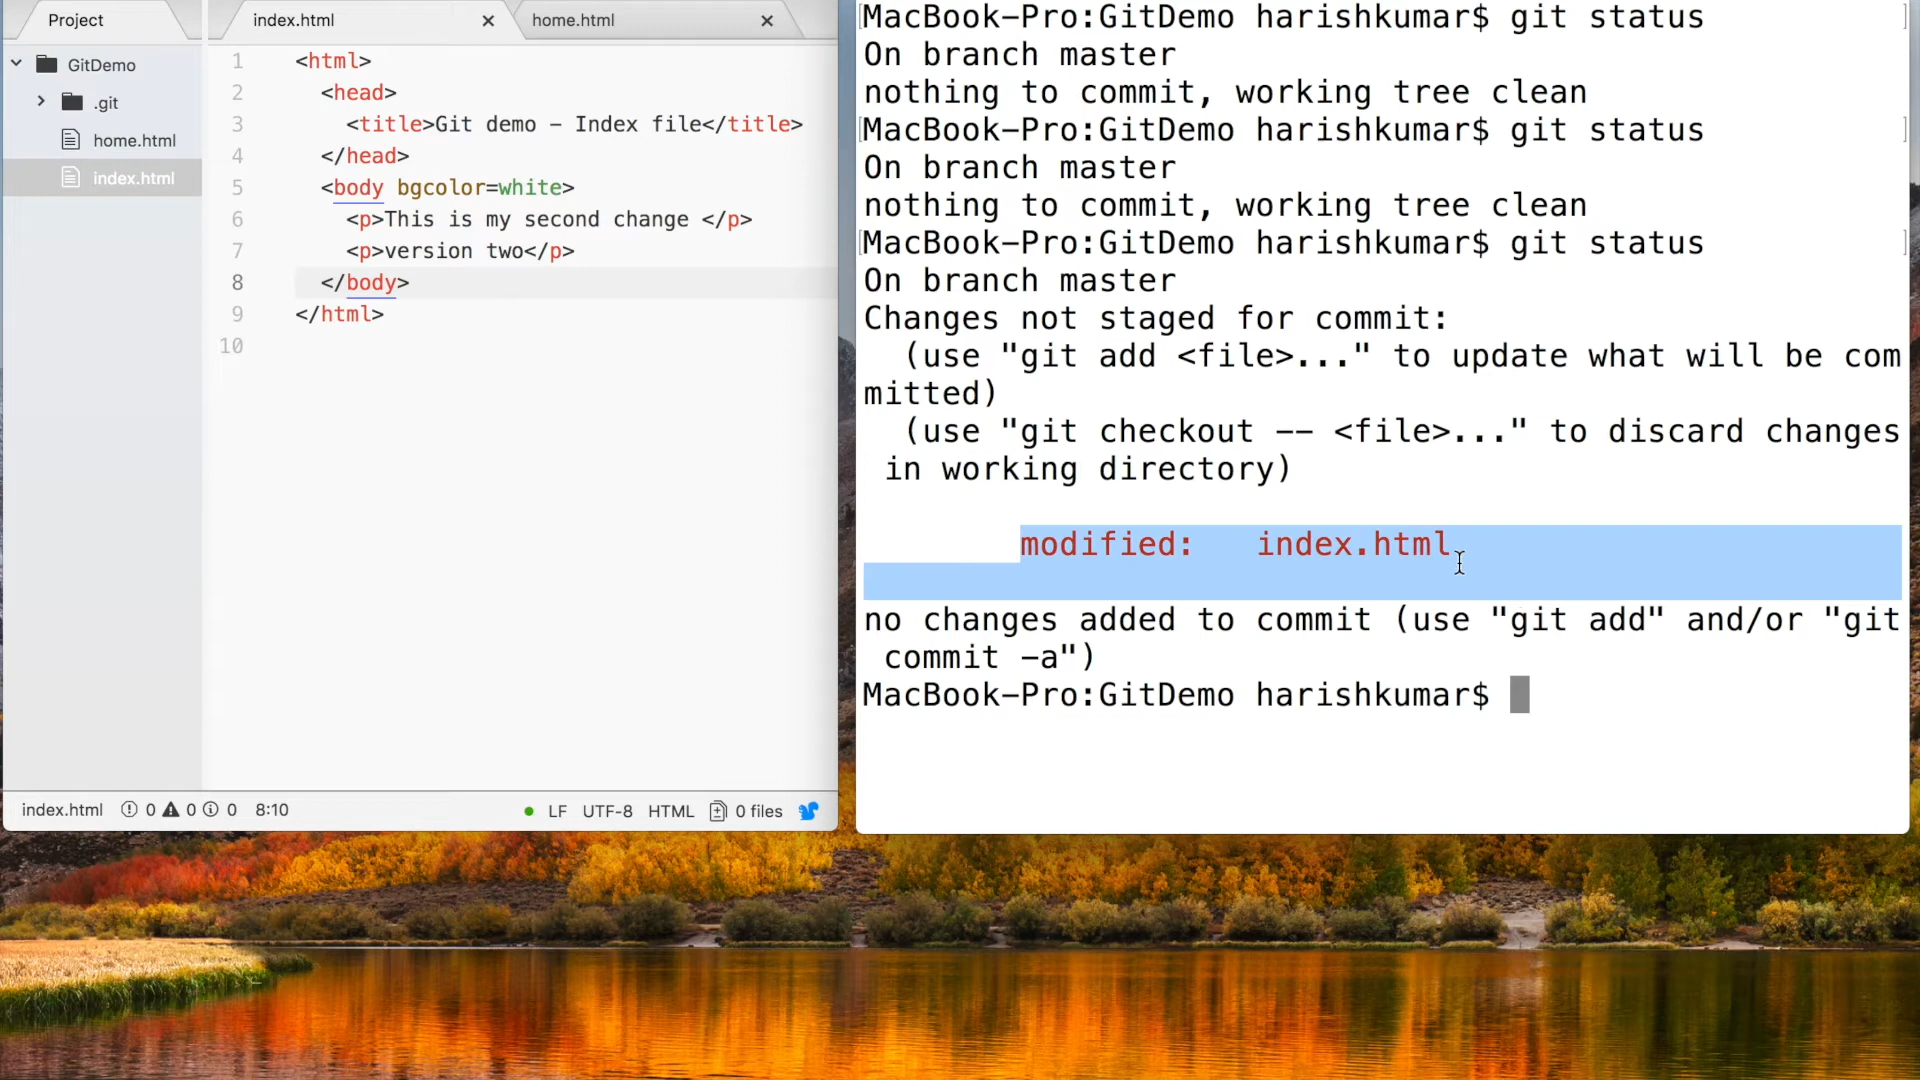 Project
GitDemo
.git
home.html
index.html
index.html
home.html
1 <html>
2 <head>
3 <title>Git demo - Index file</title>
4 </head>
5 <body bgcolor=white>
6 <p>This is my second change </p>
7 <p>version two</p>
8 </body>
9 </html>
10
index.html 0 0 0 8:10 LF UTF-8 HTML 0 files
MacBook-Pro:GitDemo harishkumar$ git status
On branch master
nothing to commit, working tree clean
MacBook-Pro:GitDemo harishkumar$ git status
On branch master
nothing to commit, working tree clean
MacBook-Pro:GitDemo harishkumar$ git status
On branch master
Changes not staged for commit:
(use "git add <file>..." to update what will be com
mitted)
(use "git checkout -- <file>..." to discard changes
in working directory)
modified: index.html
no changes added to commit (use "git add" and/or "git
commit -a")
MacBook-Pro:GitDemo harishkumar$